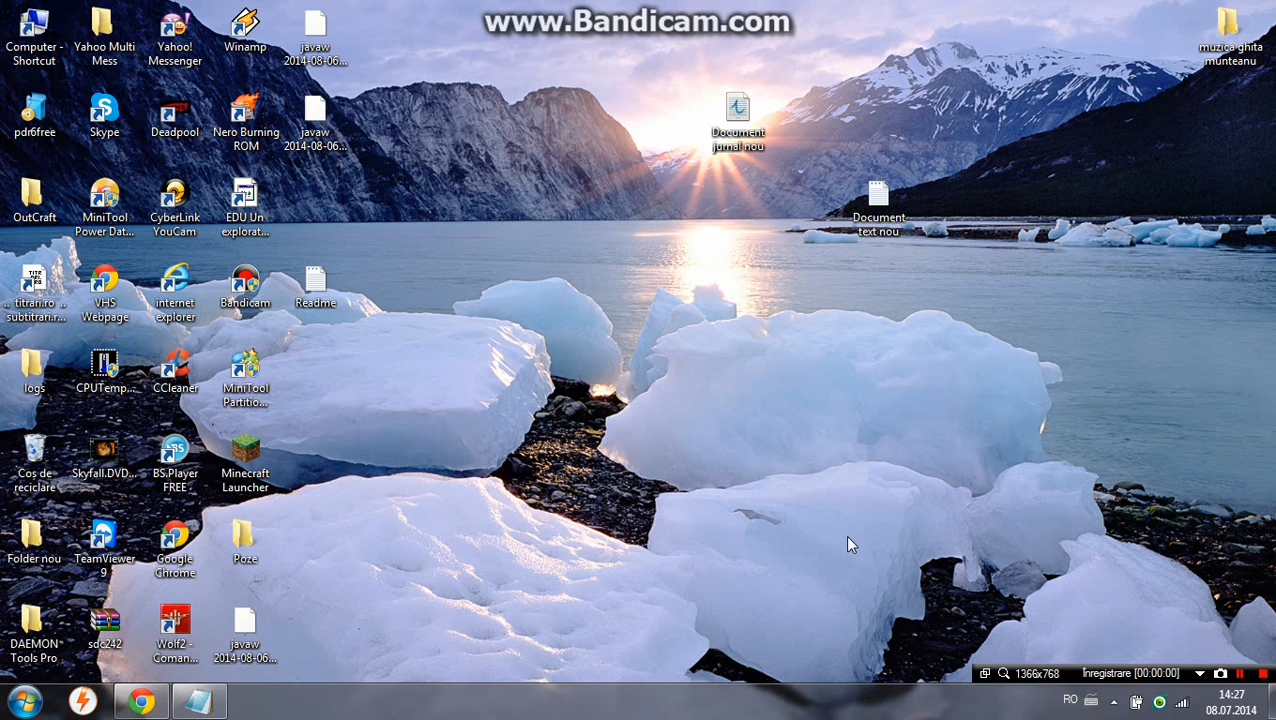 www.Bandicam.com
Computer -
Shortcut
Yahoo Multi
Mess
Yahoo!
Messenger
Winamp
javaw
2014-08-06...
muzica ghita
munteanu
pdr6free
Skype
Deadpool
Nero Burning
ROM
javaw
2014-08-06...
Document
jurnal nou
OutCraft
MiniTool
Power Dat...
CyberLink
YouCam
EDU Un
explorat...
Document
text nou
.. titrari.ro ..
subtitrari.r...
VHS
Webpage
internet
explorer
Bandicam
Readme
logs
CPUTemp...
CCleaner
MiniTool
Partitio...
Coș de
reciclare
Skyfall.DVD...
BS.Player
FREE
Minecraft
Launcher
Folder nou
TeamViewer
9
Google
Chrome
Poze
DAEMON
Tools Pro
sdc242
Wolf2 -
Coman...
javaw
2014-08-06...
1366x768
Înregistrare [00:00:00]
RO
14:27
08.07.2014